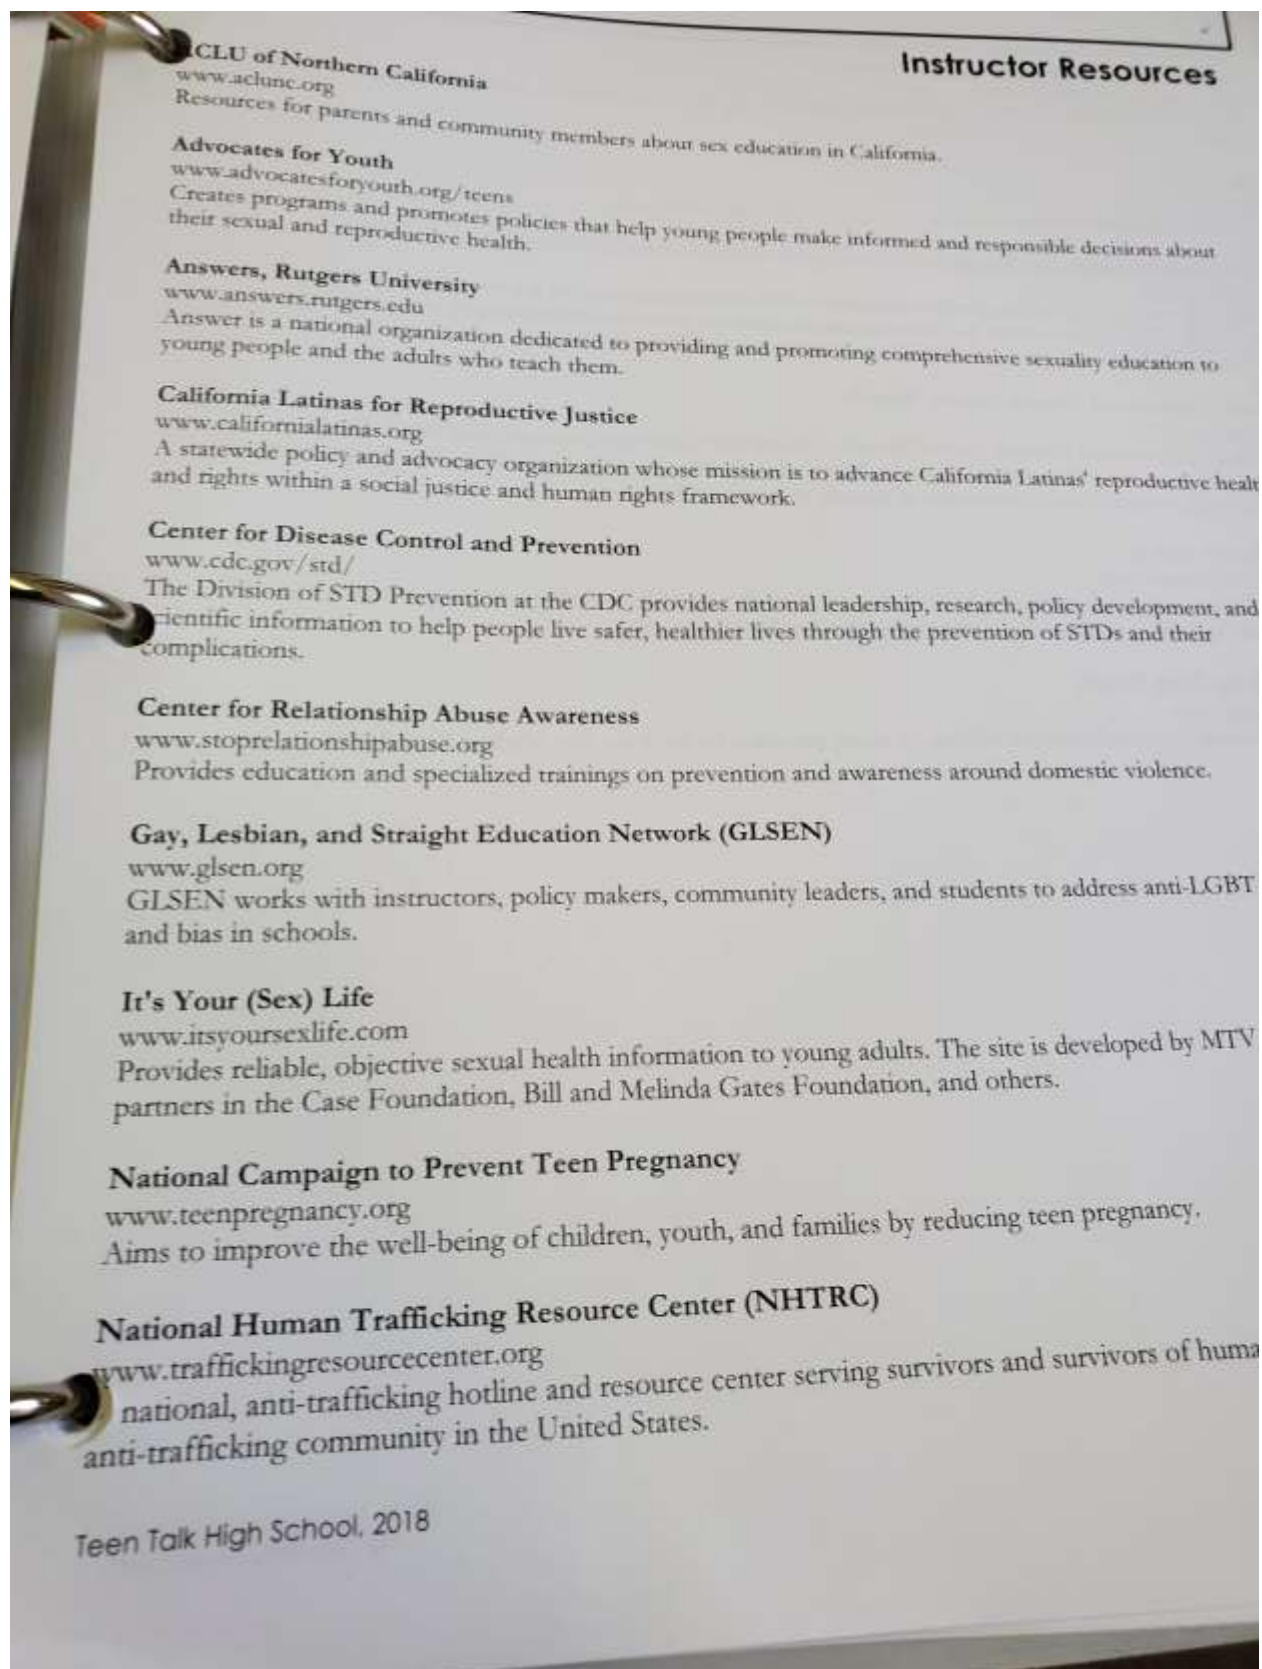 Instructor Resources
CLU of Northern California
www.aclunc.org
Resources for parents and community members about sex education in California.
Advocates for Youth
www.advocatesforyouth.org/teens
Creates programs and promotes policies that help young people make informed and responsible decisions about
their sexual and reproductive health.
Answers, Rutgers University
www.answers.rutgers.edu
Answer is a national organization dedicated to providing and promoting comprehensive sexuality education to
young people and the adults who teach them.
California Latinas for Reproductive Justice
www.californialatinas.org
A statewide policy and advocacy organization whose mission is to advance California Latinas' reproductive healt
and rights within a social justice and human rights framework.
Center for Disease Control and Prevention
www.cdc.gov/std/
The Division of STD Prevention at the CDC provides national leadership, research, policy development, and
cientific information to help people live safer, healthier lives through the prevention of STDs and their
complications.
Center for Relationship Abuse Awareness
www.stoprelationshipabuse.org
Provides education and specialized trainings on prevention and awareness around domestic violence.
Gay, Lesbian, and Straight Education Network (GLSEN)
www.glsen.org
GLSEN works with instructors, policy makers, community leaders, and students to address anti-LGBT
and bias in schools.
It's Your (Sex) Life
www.itsyoursexlife.com
Provides reliable, objective sexual health information to young adults. The site is developed by MTV
partners in the Case Foundation, Bill and Melinda Gates Foundation, and others.
National Campaign to Prevent Teen Pregnancy
www.teenpregnancy.org
Aims to improve the well-being of children, youth, and families by reducing teen pregnancy.
National Human Trafficking Resource Center (NHTRC)
www.traffickingresourcecenter.org
national, anti-trafficking hotline and resource center serving survivors and survivors of huma
anti-trafficking community in the United States.
Teen Talk High School, 2018